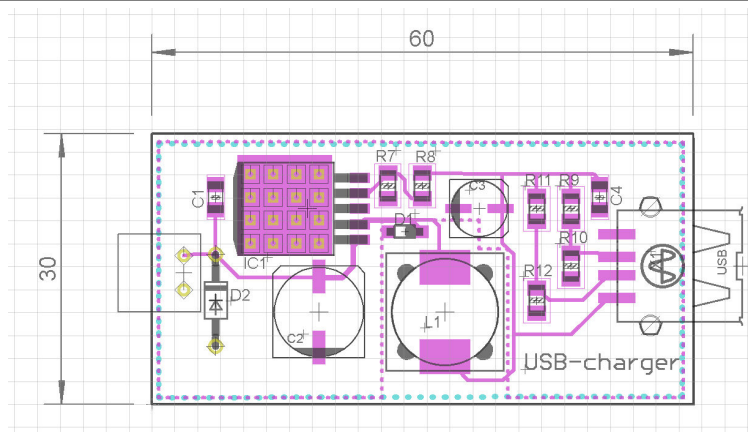 60
30
R7
R8
C1
C3
R11
R9
C4
D1
IC1
R10
USB
D2
R12
C2
L1
USB-charger